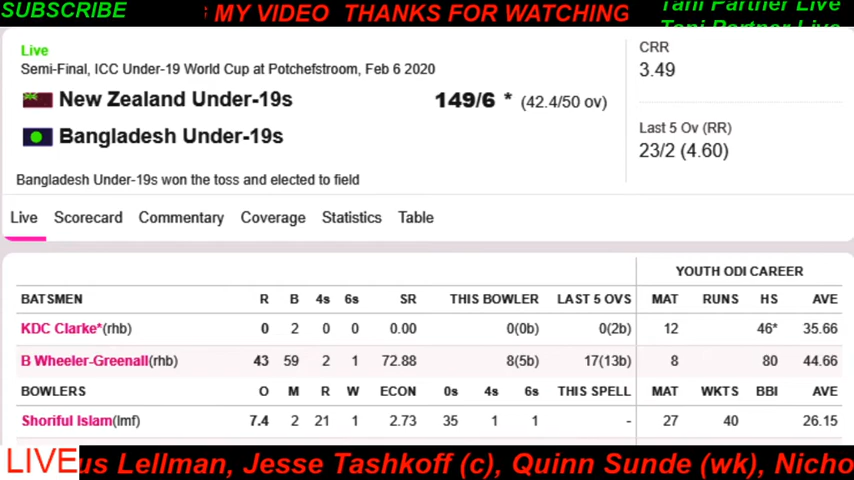 SUBSCRIBE
MY VIDEO THANKS FOR WATCHING
Tani Partner Live
Tani Partner Live
Live
Semi-Final, ICC Under-19 World Cup at Potchefstroom, Feb 6 2020
New Zealand Under-19s 149/6 * (42.4/50 ov)
Bangladesh Under-19s
Bangladesh Under-19s won the toss and elected to field
CRR
3.49
Last 5 Ov (RR)
23/2 (4.60)
Live Scorecard Commentary Coverage Statistics Table
YOUTH ODI CAREER
BATSMEN R B 4s 6s SR THIS BOWLER LAST 5 OVS MAT RUNS HS AVE
KDC Clarke*(rhb) 0 2 0 0 0.00 0(0b) 0(2b) 12 46* 35.66
B Wheeler-Greenall(rhb) 43 59 2 1 72.88 8(5b) 17(13b) 8 80 44.66
BOWLERS O M R W ECON 0s 4s 6s THIS SPELL MAT WKTS BBI AVE
Shoriful Islam(lmf) 7.4 2 21 1 2.73 35 1 1 - 27 40 26.15
LIVE us Lellman, Jesse Tashkoff (c), Quinn Sunde (wk), Nicho